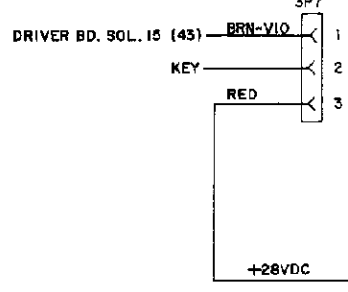 3P7
DRIVER BD. SOL. 15 (43) BRN-VIO 1
KEY 2
RED 3
+28VDC